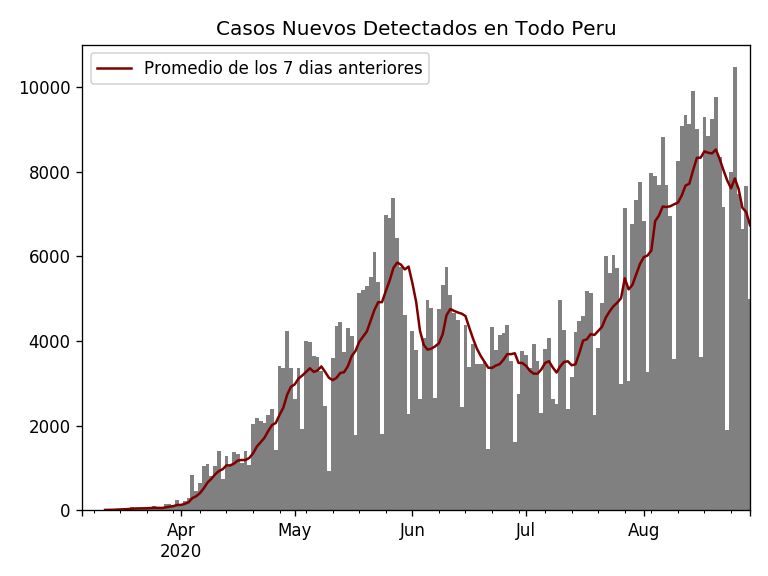 Casos Nuevos Detectados en Todo Peru
Promedio de los 7 dias anteriores
10000
8000
6000
4000
2000
0
Apr May Jun Jul Aug
2020